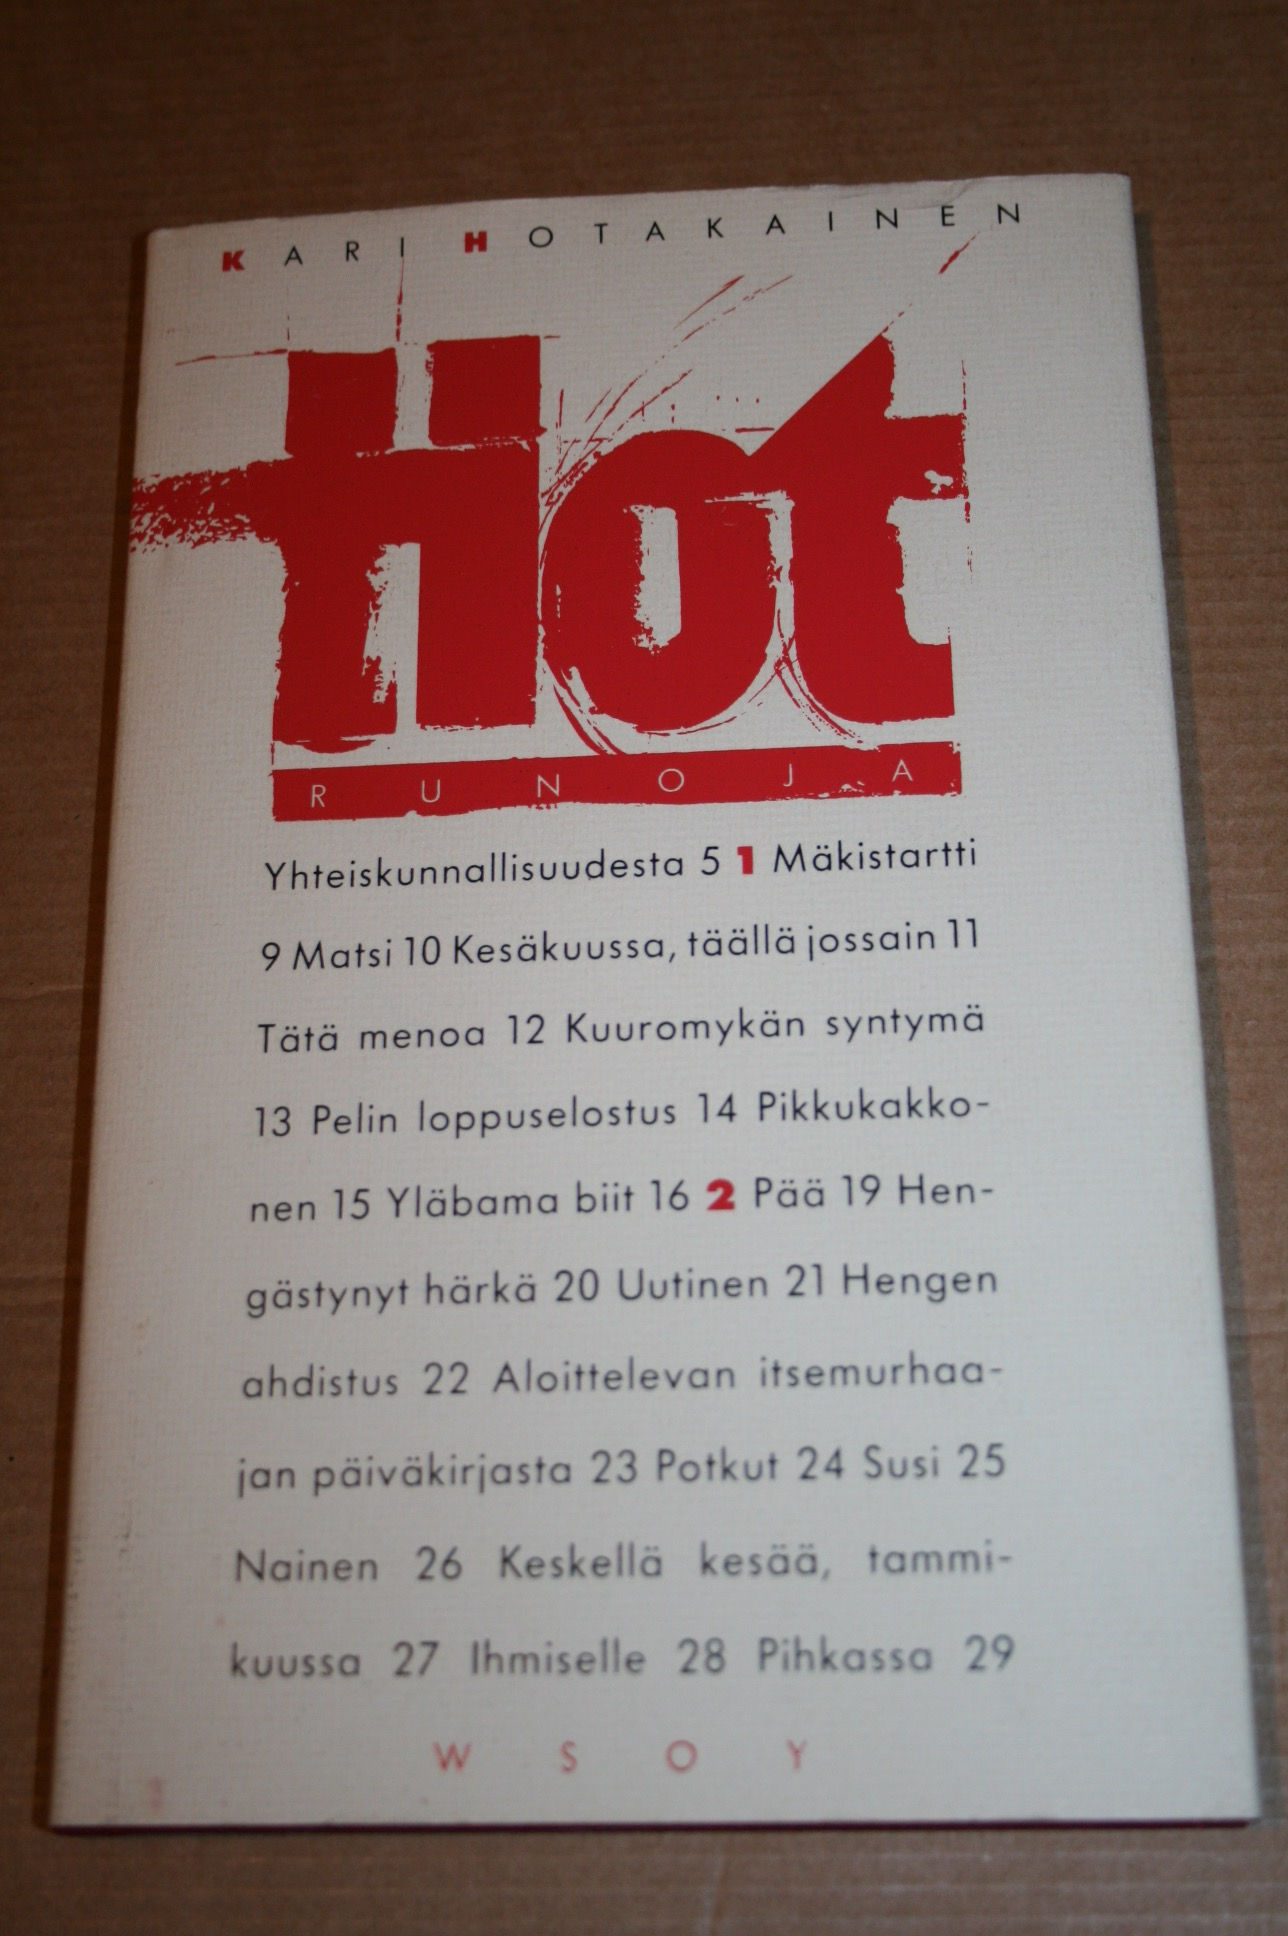 KARI HOTAKAINEN
Hot
RUNOJA
Yhteiskunnallisuudesta 5 1 Mäkistartti
9 Matsi 10 Kesäkuussa, täällä jossain 11
Tätä menoa 12 Kuuromykän syntymä
13 Pelin loppuselostus 14 Pikkukakko-
nen 15 Yläbama biit 16 2 Pää 19 Hen-
gästynyt härkä 20 Uutinen 21 Hengen
ahdistus 22 Aloittelevan itsemurhaa-
jan päiväkirjasta 23 Potkut 24 Susi 25
Nainen 26 Keskellä kesää, tammi-
kuussa 27 Ihmiselle 28 Pihkassa 29
WSOY